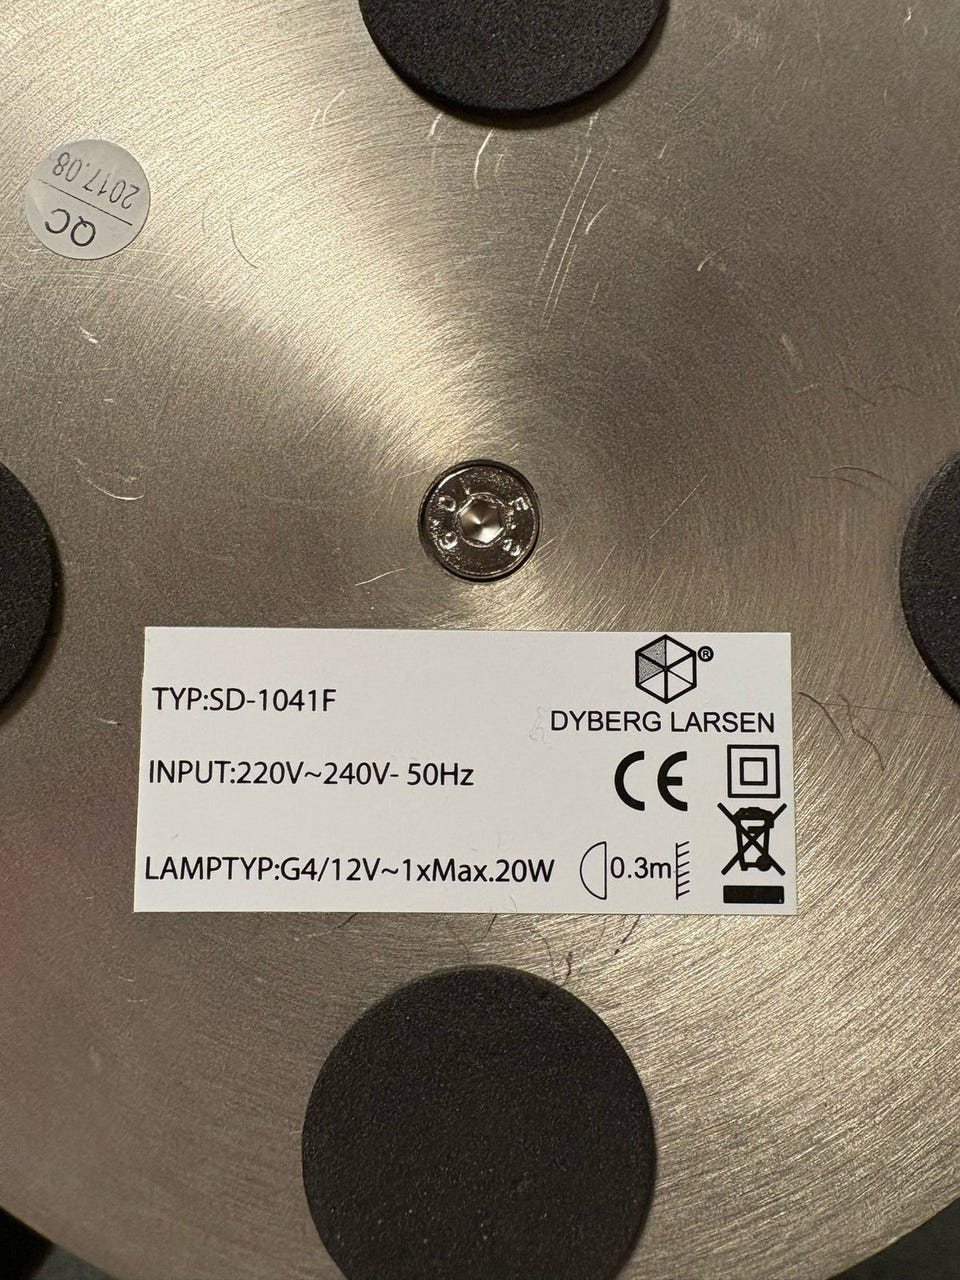 2017.08
QC
TYP:SD-1041F
®
DYBERG LARSEN
INPUT:220V~240V- 50Hz
CE
LAMPTYP:G4/12V~1xMax.20W
0.3m